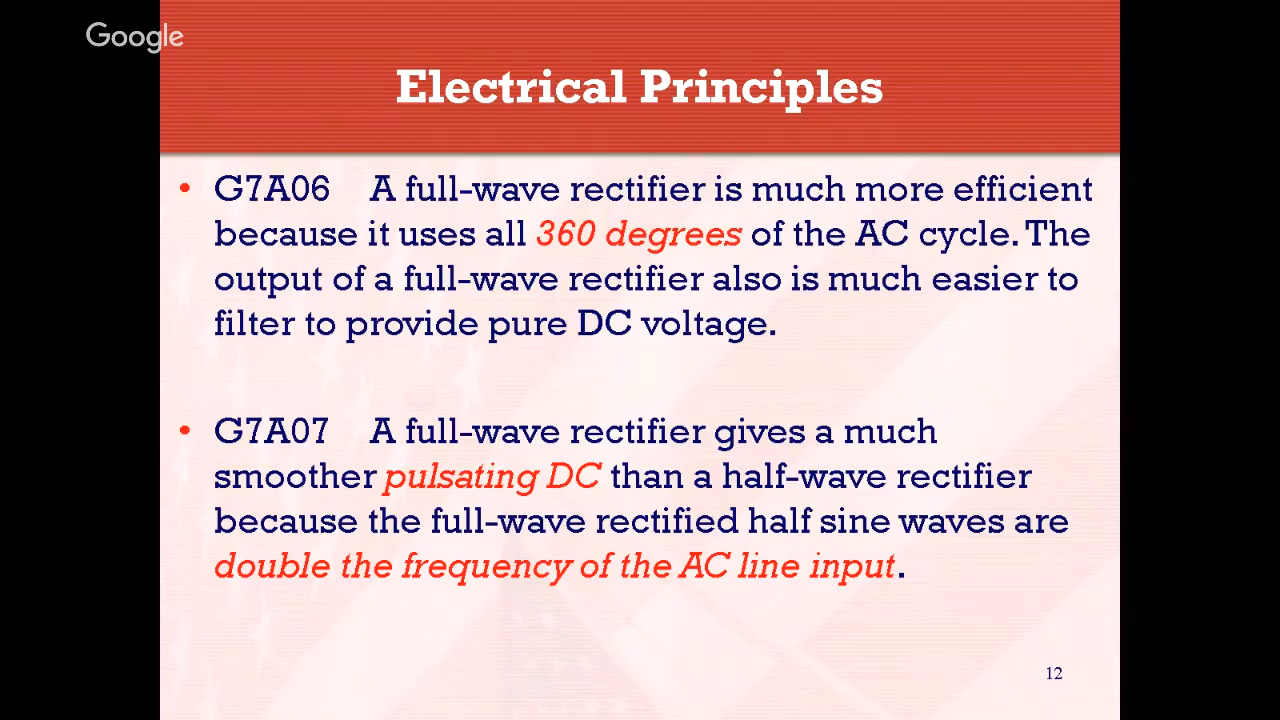 Google
Electrical Principles
• G7A06 A full-wave rectifier is much more efficient
because it uses all 360 degrees of the AC cycle. The
output of a full-wave rectifier also is much easier to
filter to provide pure DC voltage.
• G7A07 A full-wave rectifier gives a much
smoother pulsating DC than a half-wave rectifier
because the full-wave rectified half sine waves are
double the frequency of the AC line input.
12